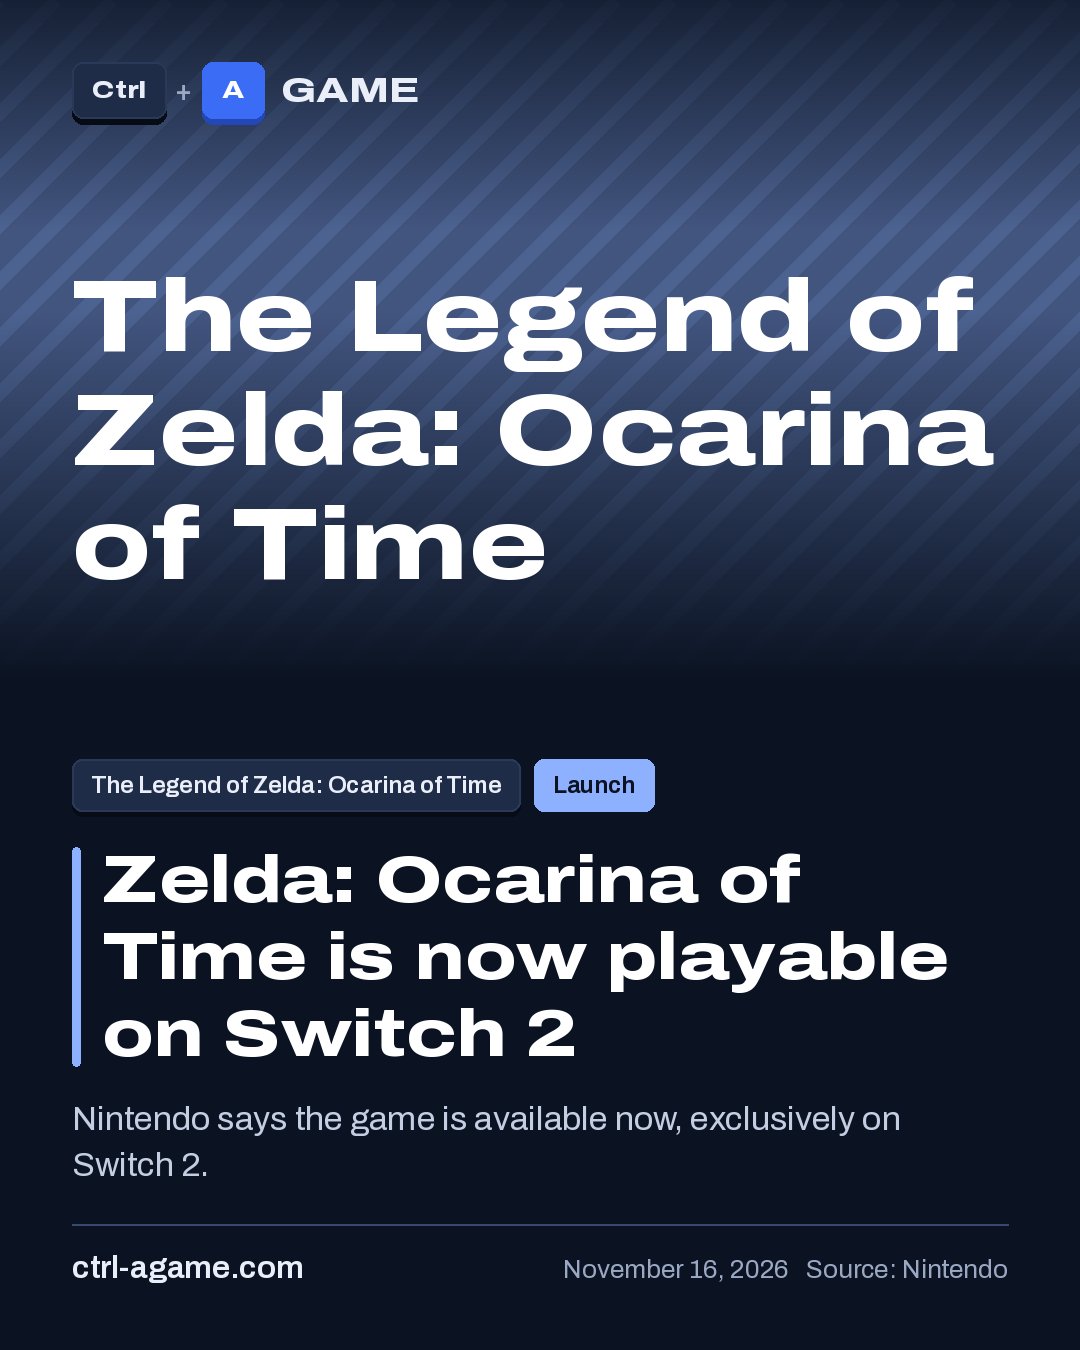 Ctrl + A GAME
The Legend of
Zelda: Ocarina
of Time
The Legend of Zelda: Ocarina of Time Launch
Zelda: Ocarina of
Time is now playable
on Switch 2
Nintendo says the game is available now, exclusively on
Switch 2.
ctrl-agame.com November 16, 2026 Source: Nintendo